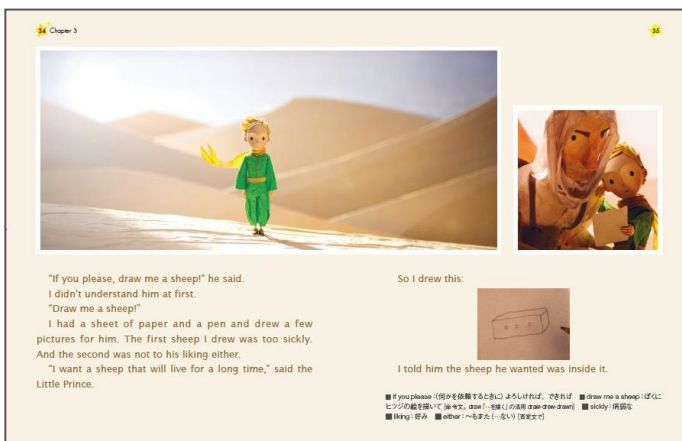 34 Chapter 3
35
"If you please, draw me a sheep!" he said.
I didn't understand him at first.
"Draw me a sheep!"
I had a sheet of paper and a pen and drew a few
pictures for him. The first sheep I drew was too sickly.
And the second was not to his liking either.
"I want a sheep that will live for a long time," said the
Little Prince.
So I drew this:
I told him the sheep he wanted was inside it.
■ if you please:(何かを依頼するときに) よろしければ、できれば ■ draw me a sheep:ぼくに
ヒツジの絵を描いて [命令文。draw「…を描く」の活用 draw-drew-drawn] ■ sickly:病弱な
■ liking:好み ■ either:〜もまた (…ない) [否定文で]